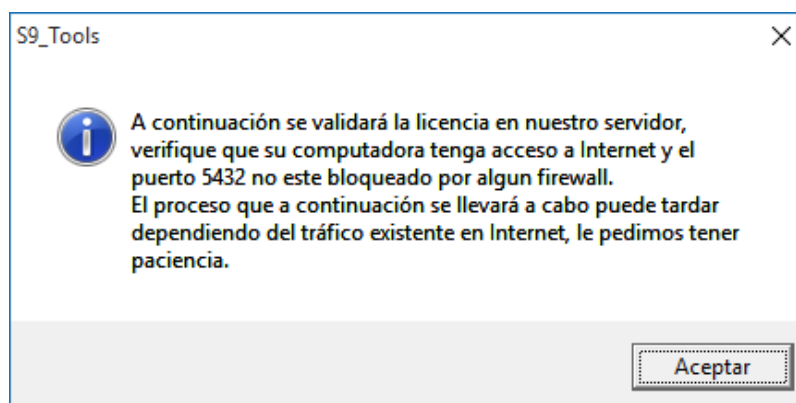 S9_Tools
A continuación se validará la licencia en nuestro servidor,
verifique que su computadora tenga acceso a Internet y el
puerto 5432 no este bloqueado por algun firewall.
El proceso que a continuación se llevará a cabo puede tardar
dependiendo del tráfico existente en Internet, le pedimos tener
paciencia.
Aceptar